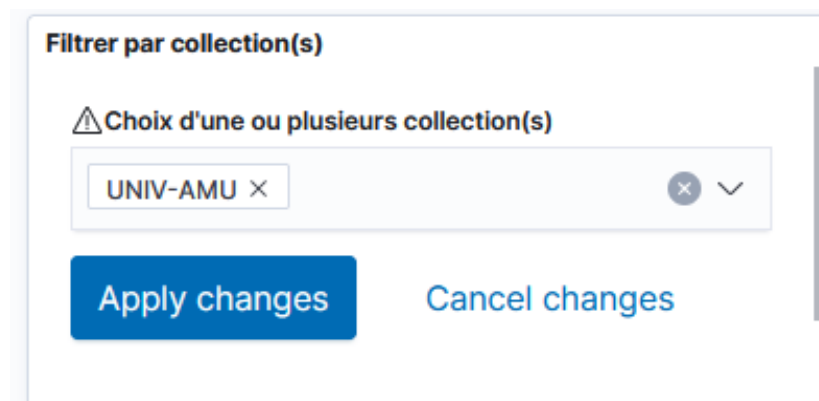 Filtrer par collection(s)
⚠Choix d'une ou plusieurs collection(s)
UNIV-AMU ×
Apply changes Cancel changes